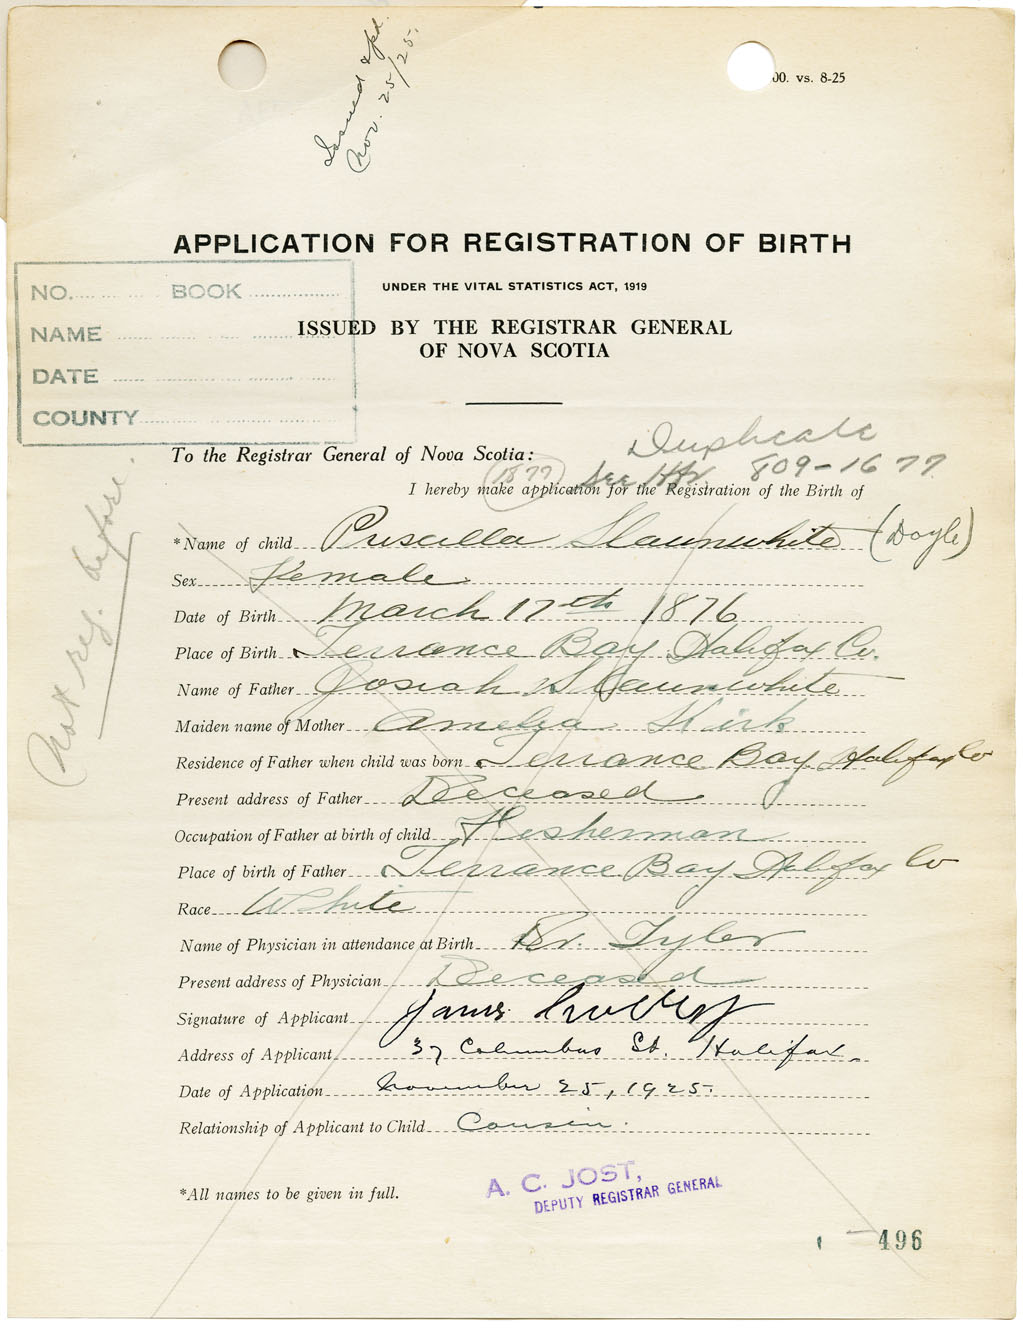 Issued & pd.
Nov. 25/25.
00. vs. 8-25
APPLICATION FOR REGISTRATION OF BIRTH
UNDER THE VITAL STATISTICS ACT, 1919
ISSUED BY THE REGISTRAR GENERAL
OF NOVA SCOTIA
NO. BOOK
NAME
DATE
COUNTY
Duplicate
To the Registrar General of Nova Scotia:
1877 See 809-1677
I hereby make application for the Registration of the Birth of
Not reg. before.
*Name of child Priscilla Slaunwhite (Doyle)
Sex Female
Date of Birth March 17th 1876
Place of Birth Terrance Bay Halifax Co.
Name of Father Josiah Slaunwhite
Maiden name of Mother Amelia Kirk
Residence of Father when child was born Terrance Bay Halifax Co
Present address of Father Deceased
Occupation of Father at birth of child Fisherman
Place of birth of Father Terrance Bay Halifax Co
Race White
Name of Physician in attendance at Birth Dr. Tyler
Present address of Physician Deceased
Signature of Applicant James
Address of Applicant 37 Columbus St. Halifax.
Date of Application November 25, 1925.
Relationship of Applicant to Child Cousin.
*All names to be given in full.
A. C. JOST,
DEPUTY REGISTRAR GENERAL
496